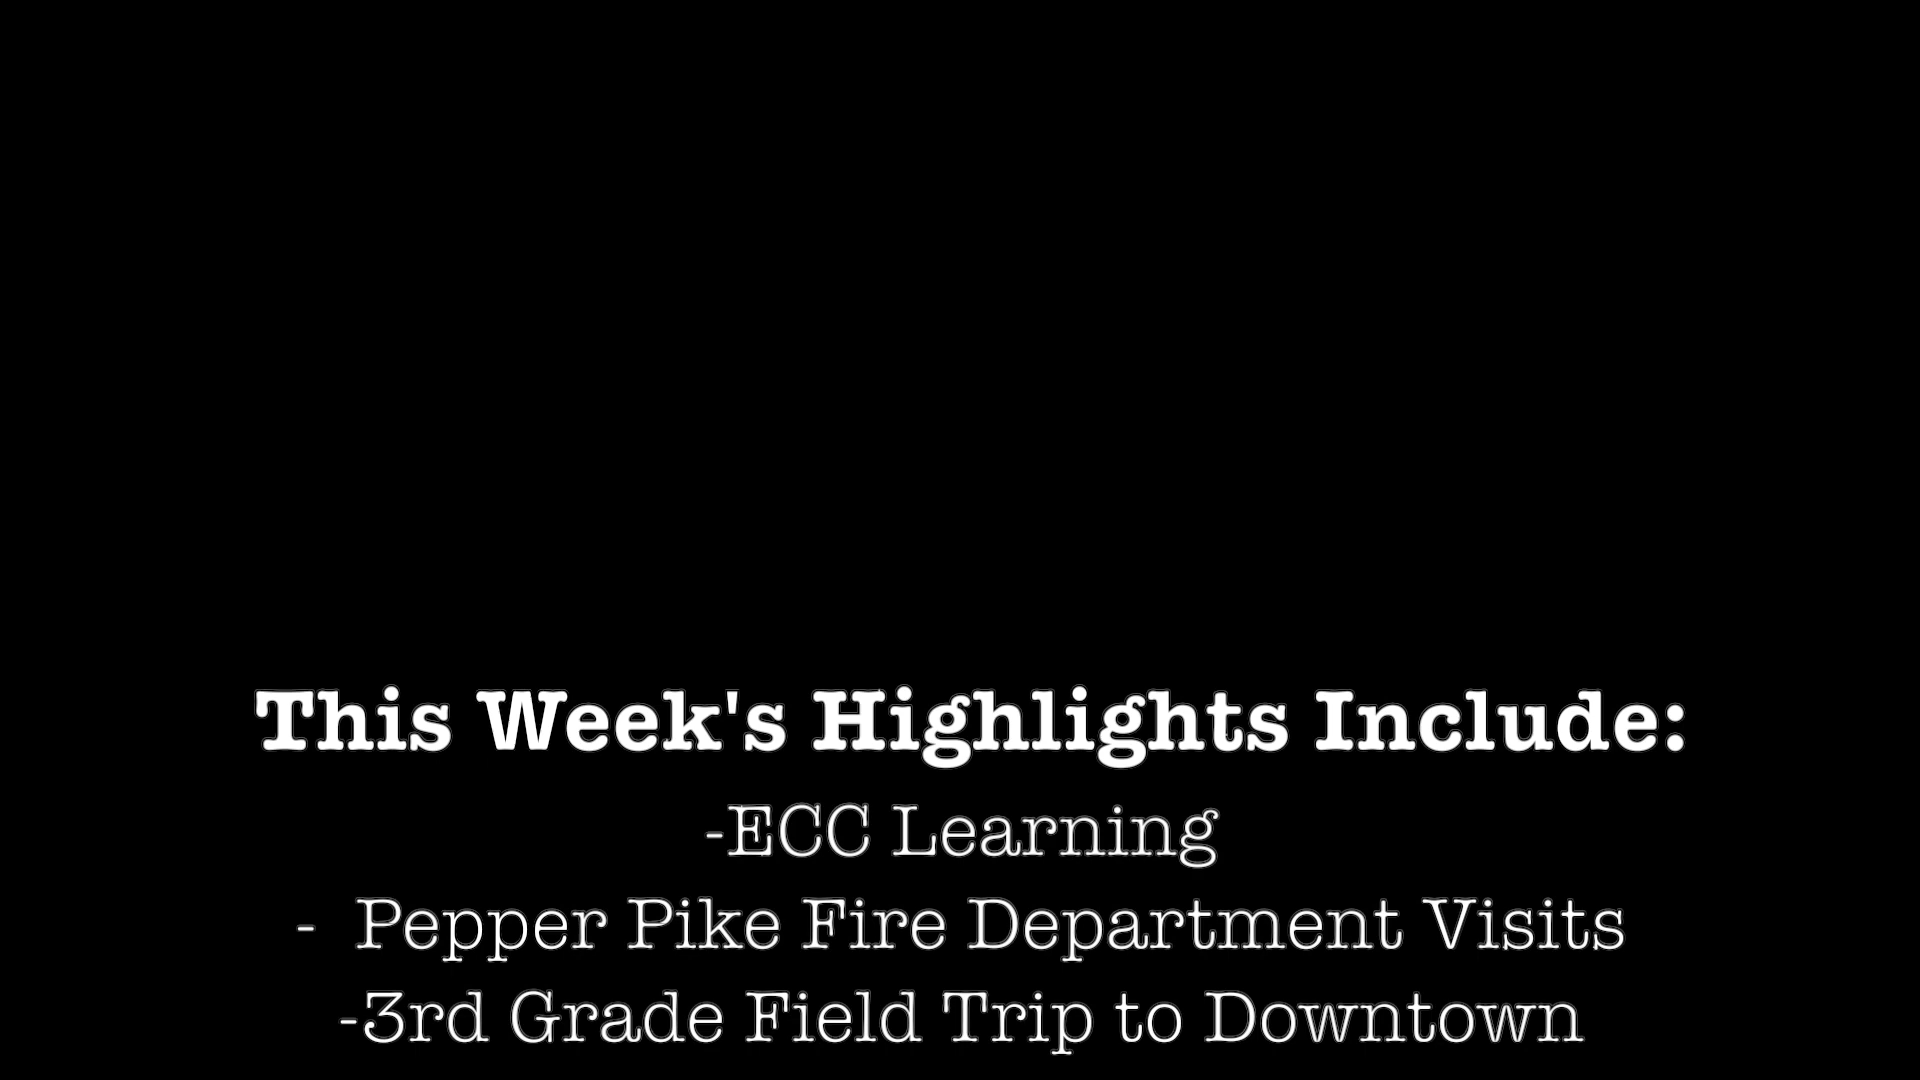 This Week's Highlights Include:
-ECC Learning
-  Pepper Pike Fire Department Visits
-3rd Grade Field Trip to Downtown